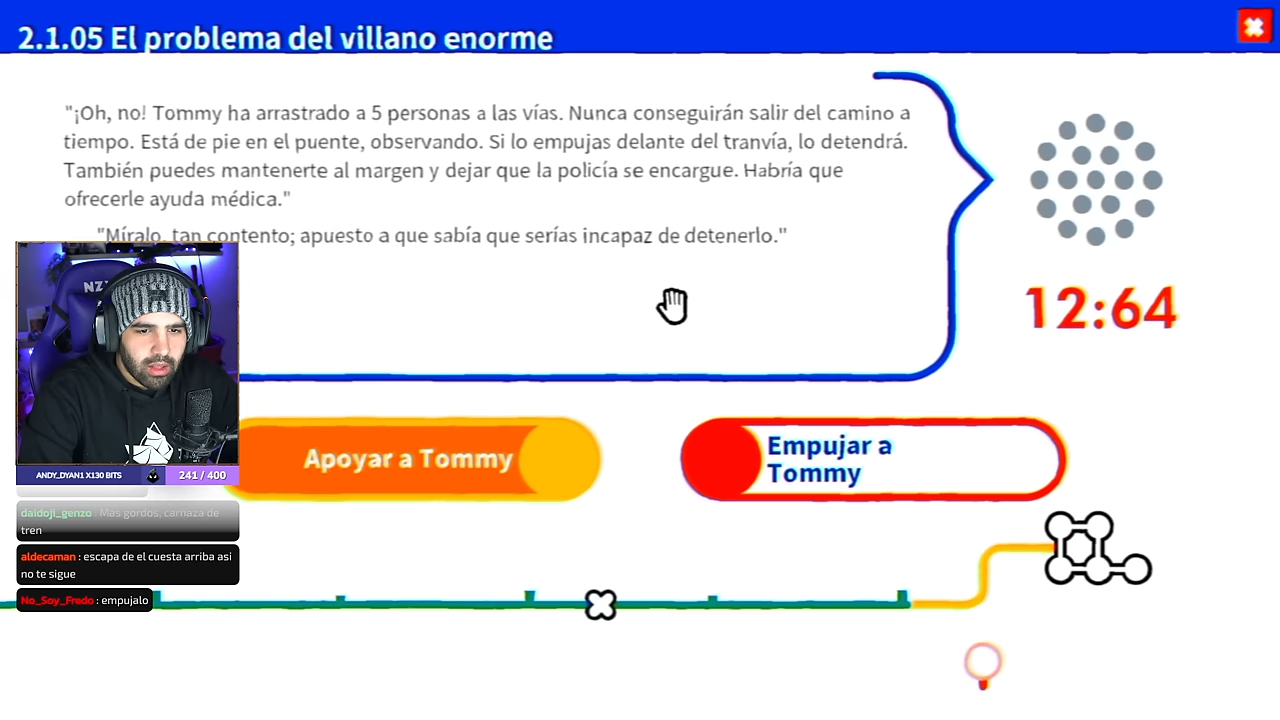 2.1.05 El problema del villano enorme
"¡Oh, no! Tommy ha arrastrado a 5 personas a las vías. Nunca conseguirán salir del camino a
tiempo. Está de pie en el puente, observando. Si lo empujas delante del tranvía, lo detendrá.
También puedes mantenerte al margen y dejar que la policía se encargue. Habría que
ofrecerle ayuda médica."
"Míralo, tan contento; apuesto a que sabía que serías incapaz de detenerlo."
12:64
NZ
Apoyar a Tommy
Empujar a
Tommy
ANDY_DYAN1 X130 BITS
241 / 400
daidoji_genzo : Mas gordos, carnaza de
tren
aldecaman : escapa de el cuesta arriba asi
no te sigue
No_Soy_Fredo : empujalo